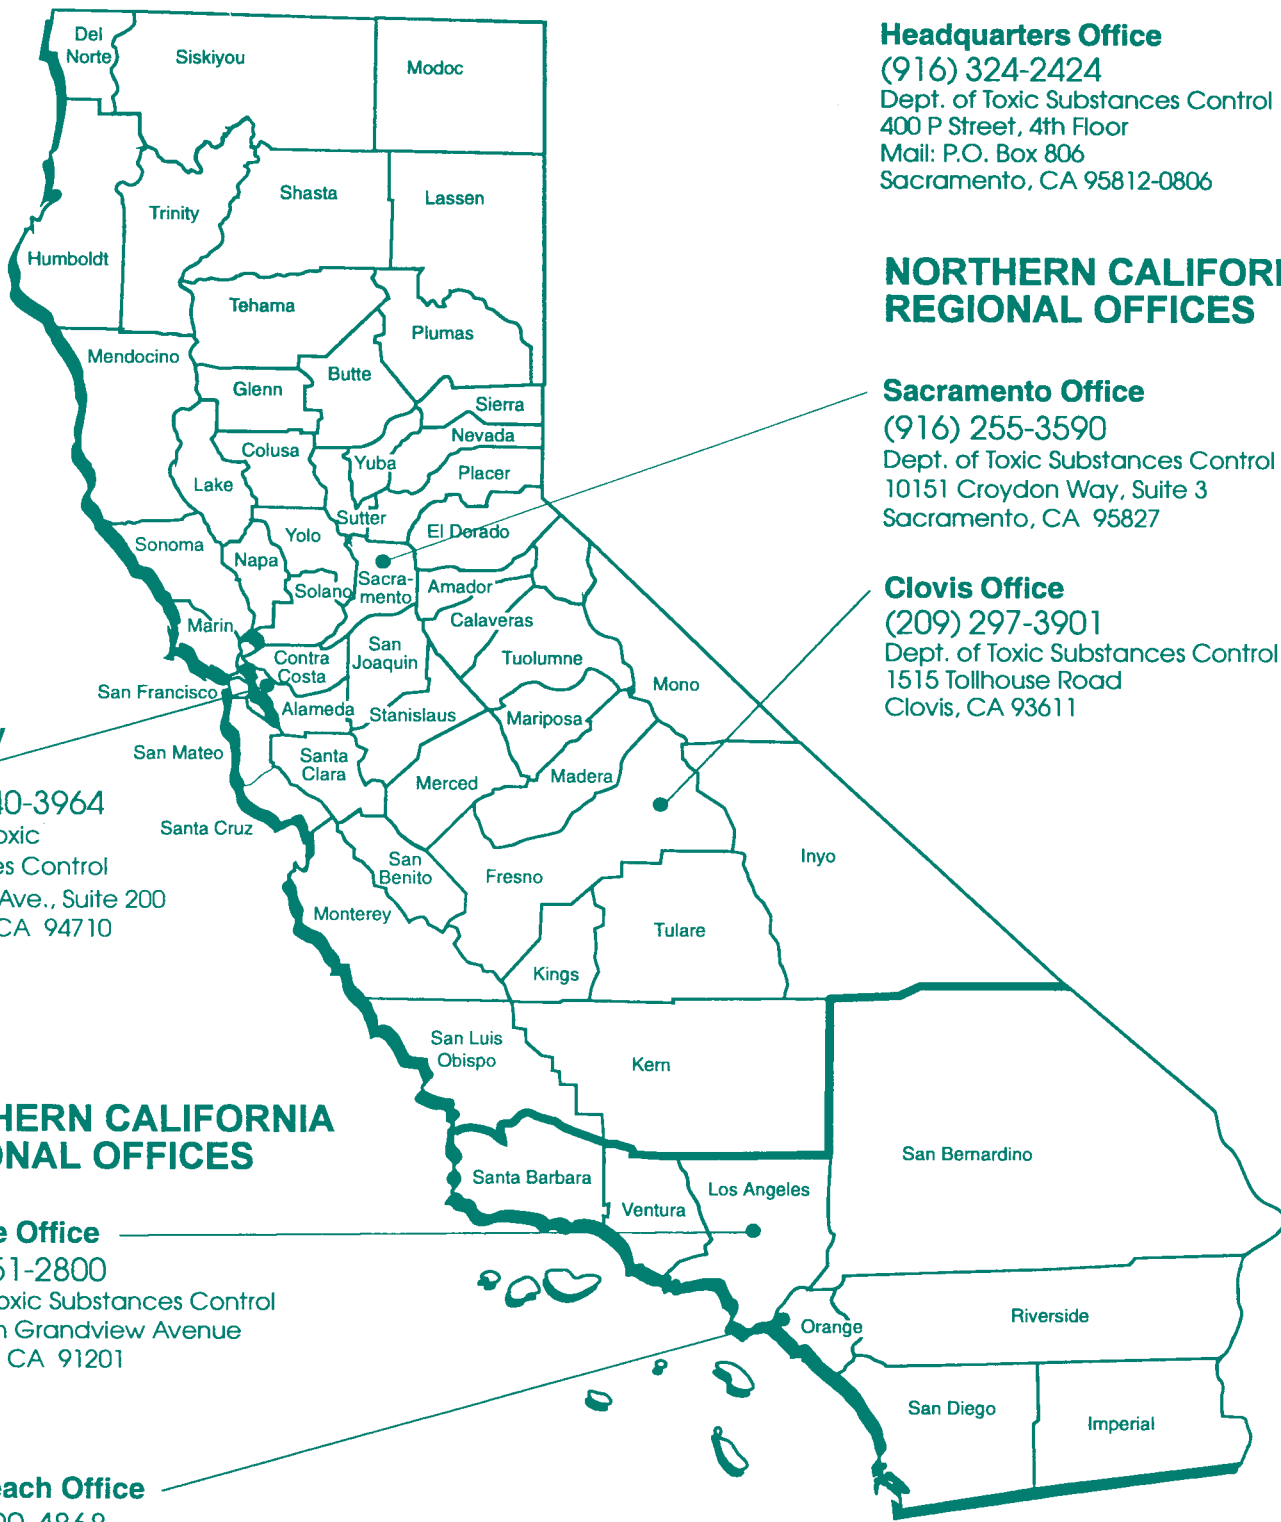 Headquarters Office
(916) 324-2424
Dept. of Toxic Substances Control
400 P Street, 4th Floor
Mail: P.O. Box 806
Sacramento, CA 95812-0806
NORTHERN CALIFOR
REGIONAL OFFICES
Sacramento Office
(916) 255-3590
Dept. of Toxic Substances Control
10151 Croydon Way, Suite 3
Sacramento, CA 95827
Clovis Office
(209) 297-3901
Dept. of Toxic Substances Control
1515 Tollhouse Road
Clovis, CA 93611
Del
Norte
Siskiyou
Modoc
Shasta
Lassen
Trinity
Humboldt
Tehama
Plumas
Mendocino
Butte
Glenn
Sierra
Nevada
Colusa
Yuba
Placer
Lake
Sutter
El Dorado
Yolo
Sonoma
Napa
Sacra-
mento
Solano
Amador
Calaveras
Marin
San
Joaquin
Contra
Costa
Tuolumne
Mono
San Francisco
Alameda
Stanislaus
Mariposa
San Mateo
Santa
Clara
Merced
Madera
Santa Cruz
San
Benito
Fresno
Inyo
Monterey
Tulare
Kings
San Luis
Obispo
Kern
San Bernardino
Santa Barbara
Los Angeles
Ventura
Orange
Riverside
San Diego
Imperial
y
40-3964
oxic
es Control
Ave., Suite 200
CA 94710
HERN CALIFORNIA
ONAL OFFICES
e Office
51-2800
oxic Substances Control
n Grandview Avenue
CA 91201
each Office
90-4868